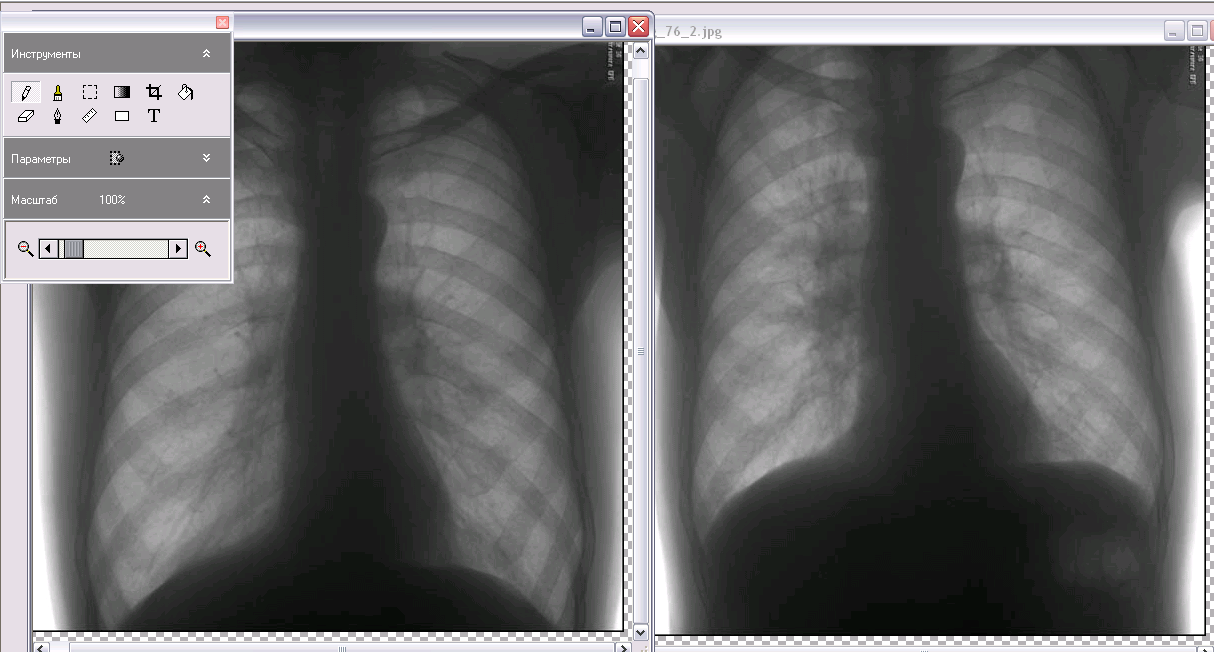 _76_2.jpg
Инструменты
T
Параметры
Масштаб 100%